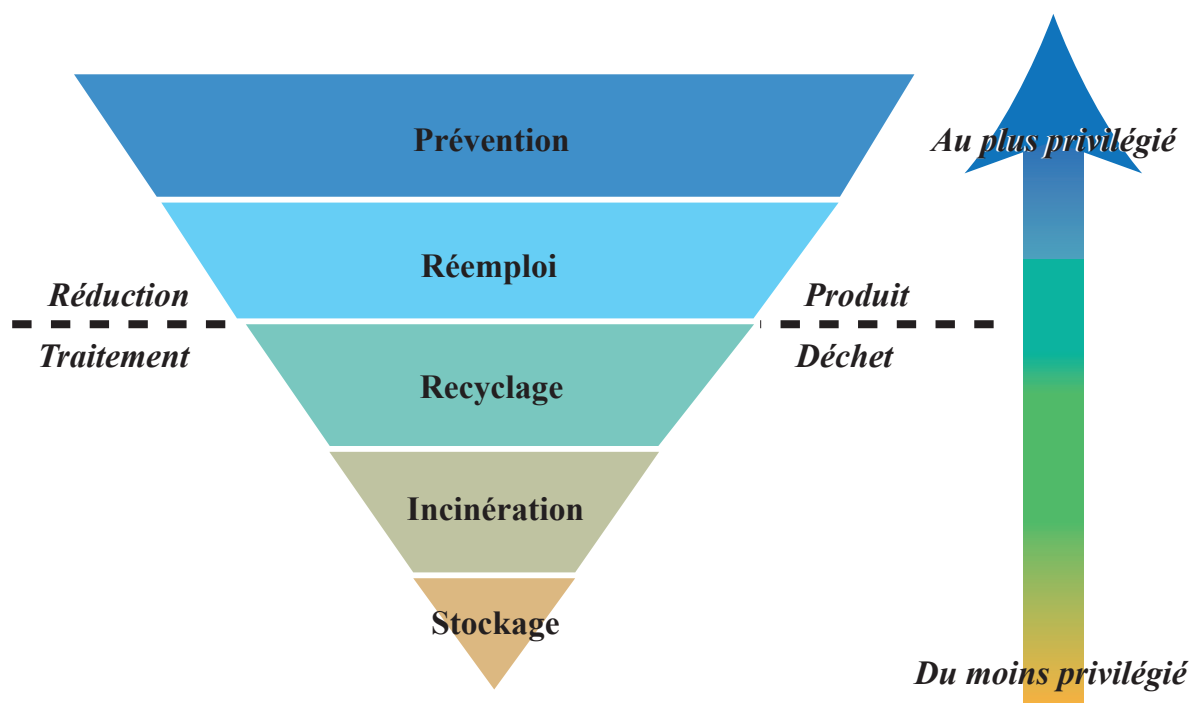 Prévention
Au plus privilégié
Réemploi
Réduction
Produit
Traitement
Déchet
Recyclage
Incinération
Stockage
Du moins privilégié